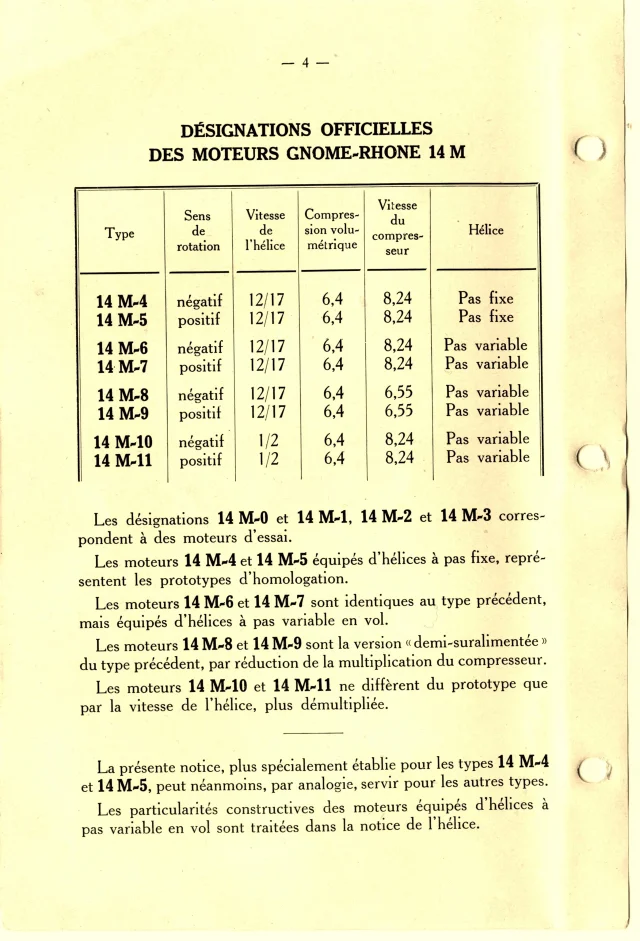 — 4 —
DÉSIGNATIONS OFFICIELLES
DES MOTEURS GNOME-RHONE 14 M
Type | Sens de rotation | Vitesse de l'hélice | Compres-sion volu-métrique | Vitesse du compres-seur | Hélice
14 M-4 négatif 12/17 6,4 8,24 Pas fixe
14 M-5 positif 12/17 6,4 8,24 Pas fixe
14 M-6 négatif 12/17 6,4 8,24 Pas variable
14 M-7 positif 12/17 6,4 8,24 Pas variable
14 M-8 négatif 12/17 6,4 6,55 Pas variable
14 M-9 positif 12/17 6,4 6,55 Pas variable
14 M-10 négatif 1/2 6,4 8,24 Pas variable
14 M-11 positif 1/2 6,4 8,24 Pas variable
Les désignations 14 M-0 et 14 M-1, 14 M-2 et 14 M-3 corres-
pondent à des moteurs d'essai.
Les moteurs 14 M-4 et 14 M-5 équipés d'hélices à pas fixe, repré-
sentent les prototypes d'homologation.
Les moteurs 14 M-6 et 14 M-7 sont identiques au type précédent,
mais équipés d'hélices à pas variable en vol.
Les moteurs 14 M-8 et 14 M-9 sont la version « demi-suralimentée »
du type précédent, par réduction de la multiplication du compresseur.
Les moteurs 14 M-10 et 14 M-11 ne diffèrent du prototype que
par la vitesse de l'hélice, plus démultipliée.
La présente notice, plus spécialement établie pour les types 14 M-4
et 14 M-5, peut néanmoins, par analogie, servir pour les autres types.
Les particularités constructives des moteurs équipés d'hélices à
pas variable en vol sont traitées dans la notice de l'hélice.